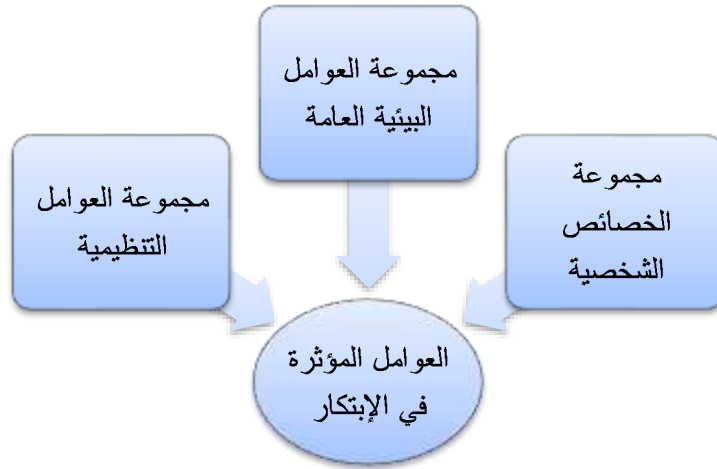 مجموعة العوامل
البيئية العامة
مجموعة
الخصائص
الشخصية
مجموعة العوامل
التنظيمية
العوامل المؤثرة
في الإبتكار